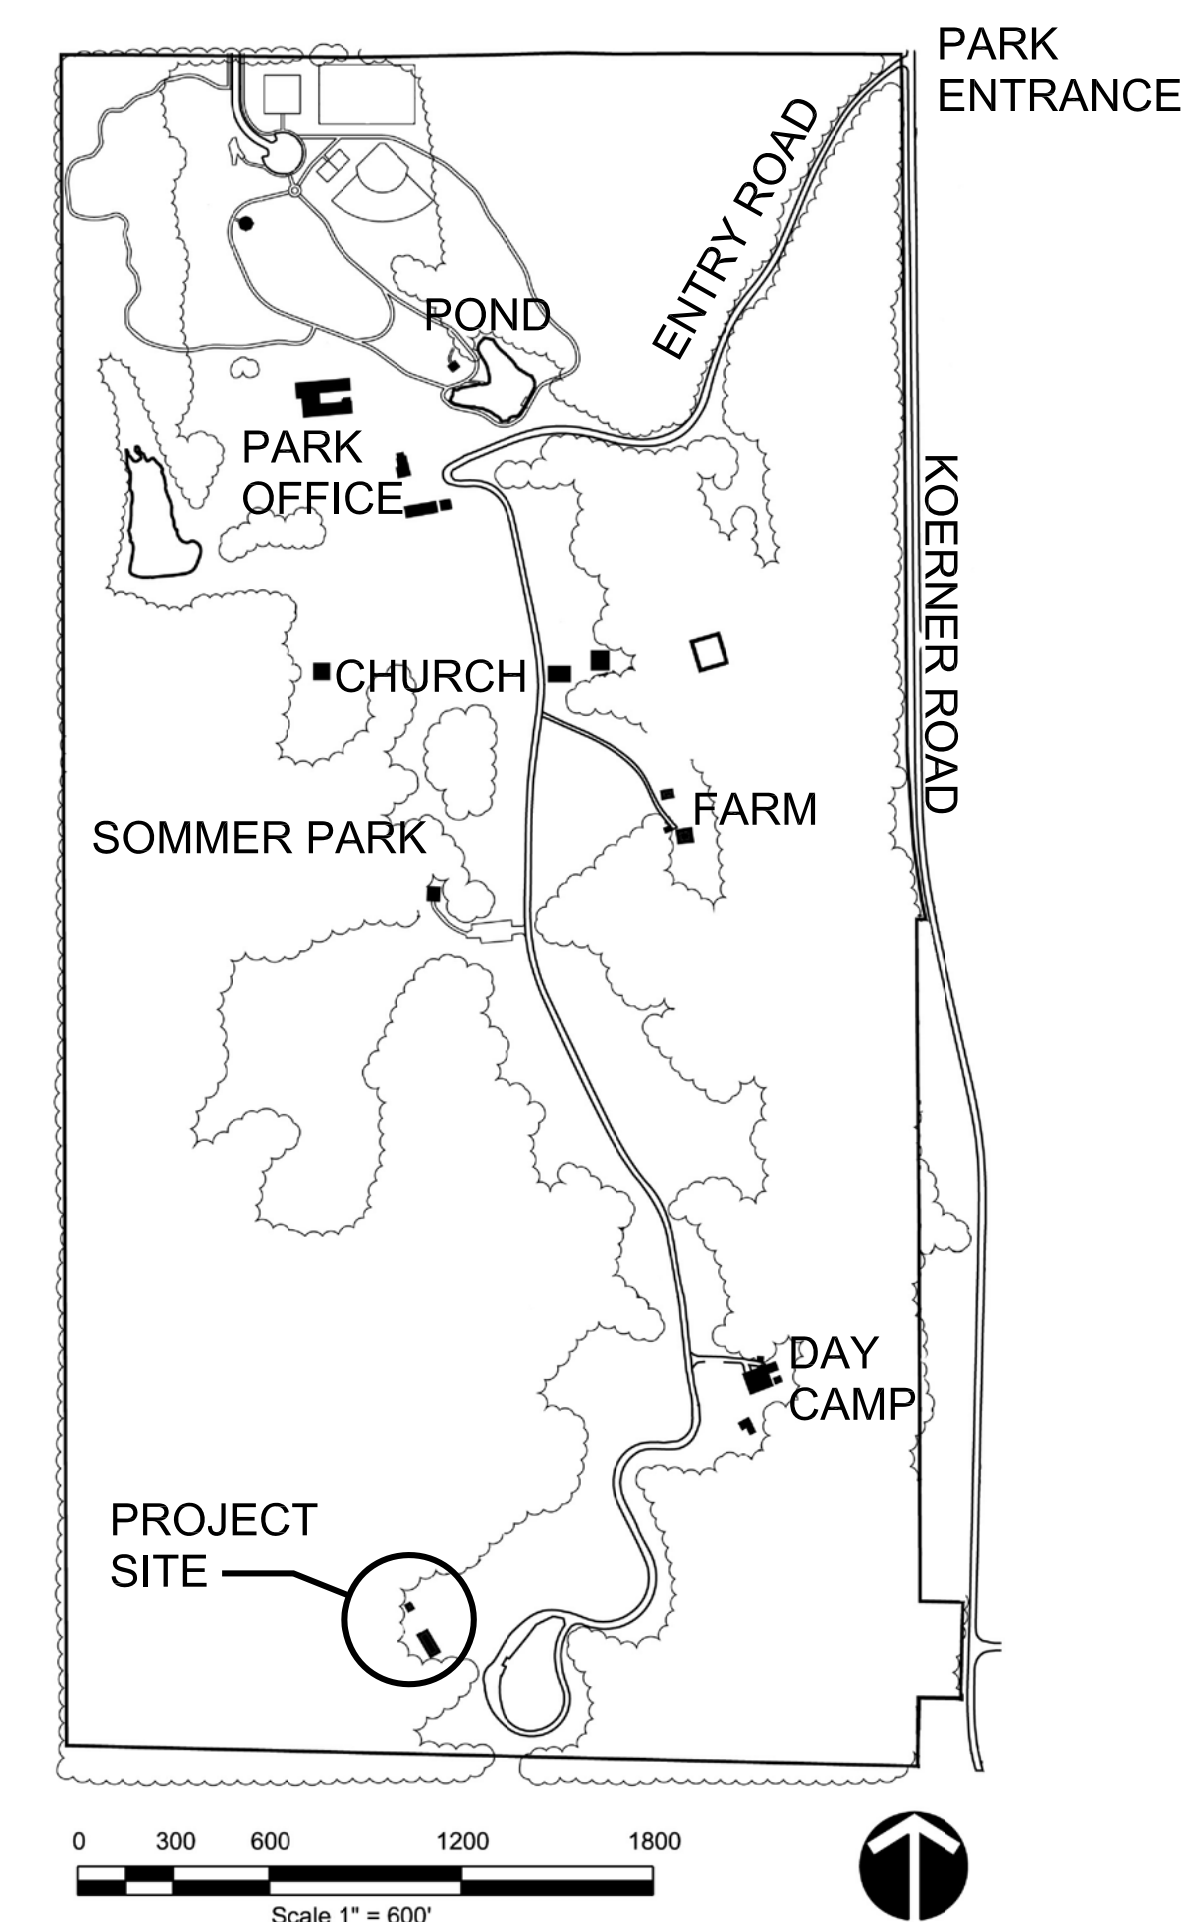 PARK
ENTRANCE
ENTRY ROAD
POND
PARK
OFFICE
KOERNER ROAD
CHURCH
FARM
SOMMER PARK
DAY
CAMP
PROJECT
SITE
0 300 600 1200 1800
Scale 1" = 600'